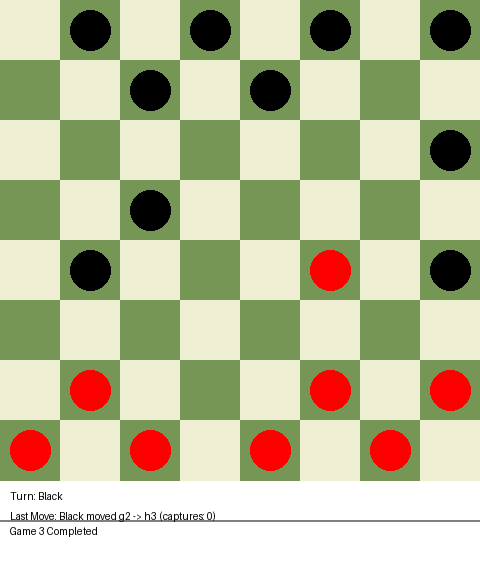 Turn: Black
Last Move: Black moved g2 -> h3 (captures: 0)
Game 3 Completed